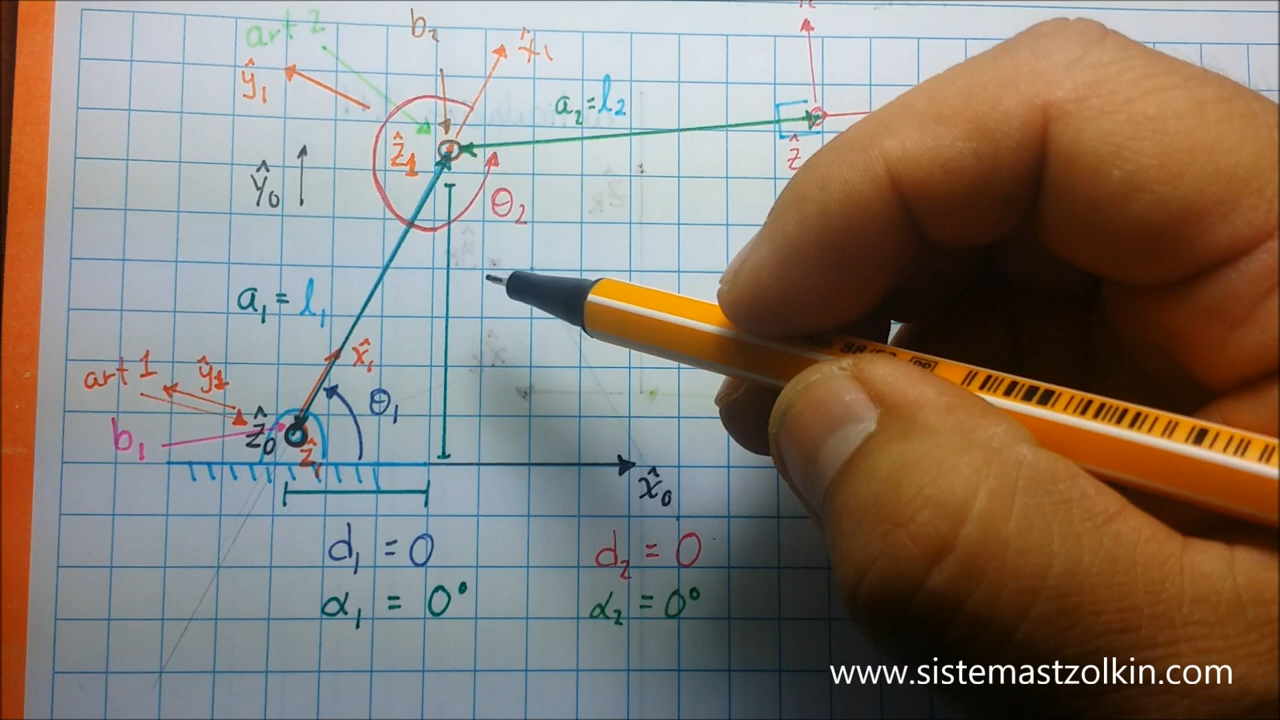 art 2
b₂
x̂₁
ŷ₁
a₂=l₂
ẑ₁
ẑ
ŷ₀
θ₂
a₁ = l₁
x̂₁
art 1
ŷ₁
θ₁
b₁
ẑ₀
ẑ₁
x̂₀
d₁ = 0
d₂ = 0
α₁ = 0°
α₂ = 0°
www.sistemastzolkin.com